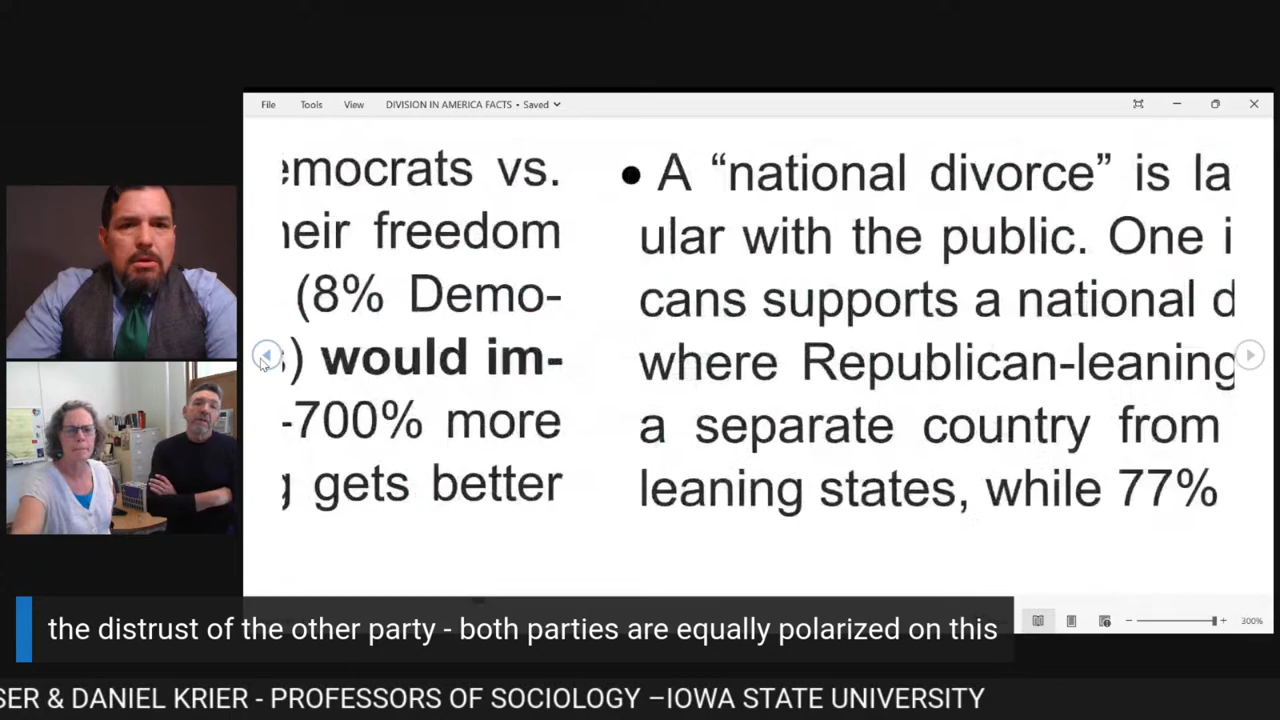 File Tools View DIVISION IN AMERICA FACTS • Saved
emocrats vs.
heir freedom
(8% Demo-
) would im-
-700% more
gets better
• A “national divorce” is la
ular with the public. One i
cans supports a national d
where Republican-leaning
a separate country from
leaning states, while 77%
the distrust of the other party - both parties are equally polarized on this
300%
SER & DANIEL KRIER - PROFESSORS OF SOCIOLOGY –IOWA STATE UNIVERSITY